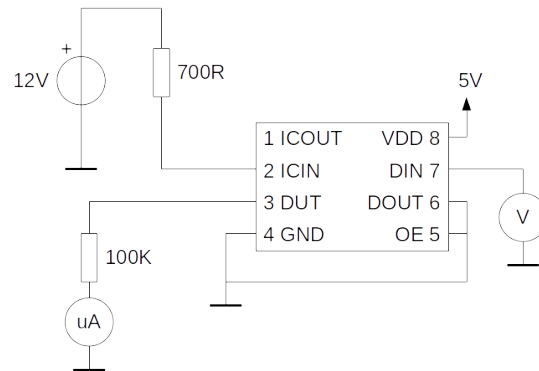 +
12V
700R
5V
1 ICOUT
VDD 8
2 ICIN
DIN 7
3 DUT
DOUT 6
4 GND
OE 5
V
100K
uA